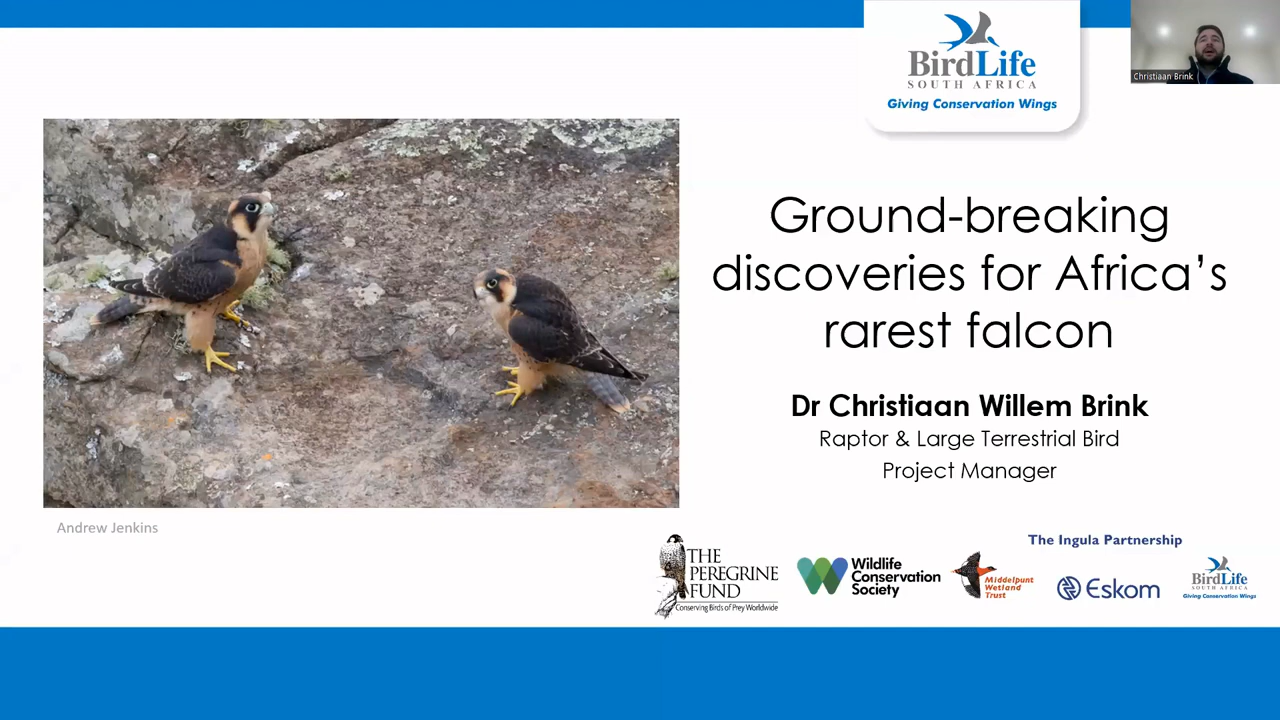 BirdLife
SOUTH AFRICA
Giving Conservation Wings
Christiaan Brink
Ground-breaking
discoveries for Africa's
rarest falcon
Dr Christiaan Willem Brink
Raptor & Large Terrestrial Bird
Project Manager
Andrew Jenkins
THE
PEREGRINE
FUND
Conserving Birds of Prey Worldwide
Wildlife
Conservation
Society
Middelpunt
Wetland
Trust
The Ingula Partnership
Eskom
BirdLife
SOUTH AFRICA
Giving Conservation Wings